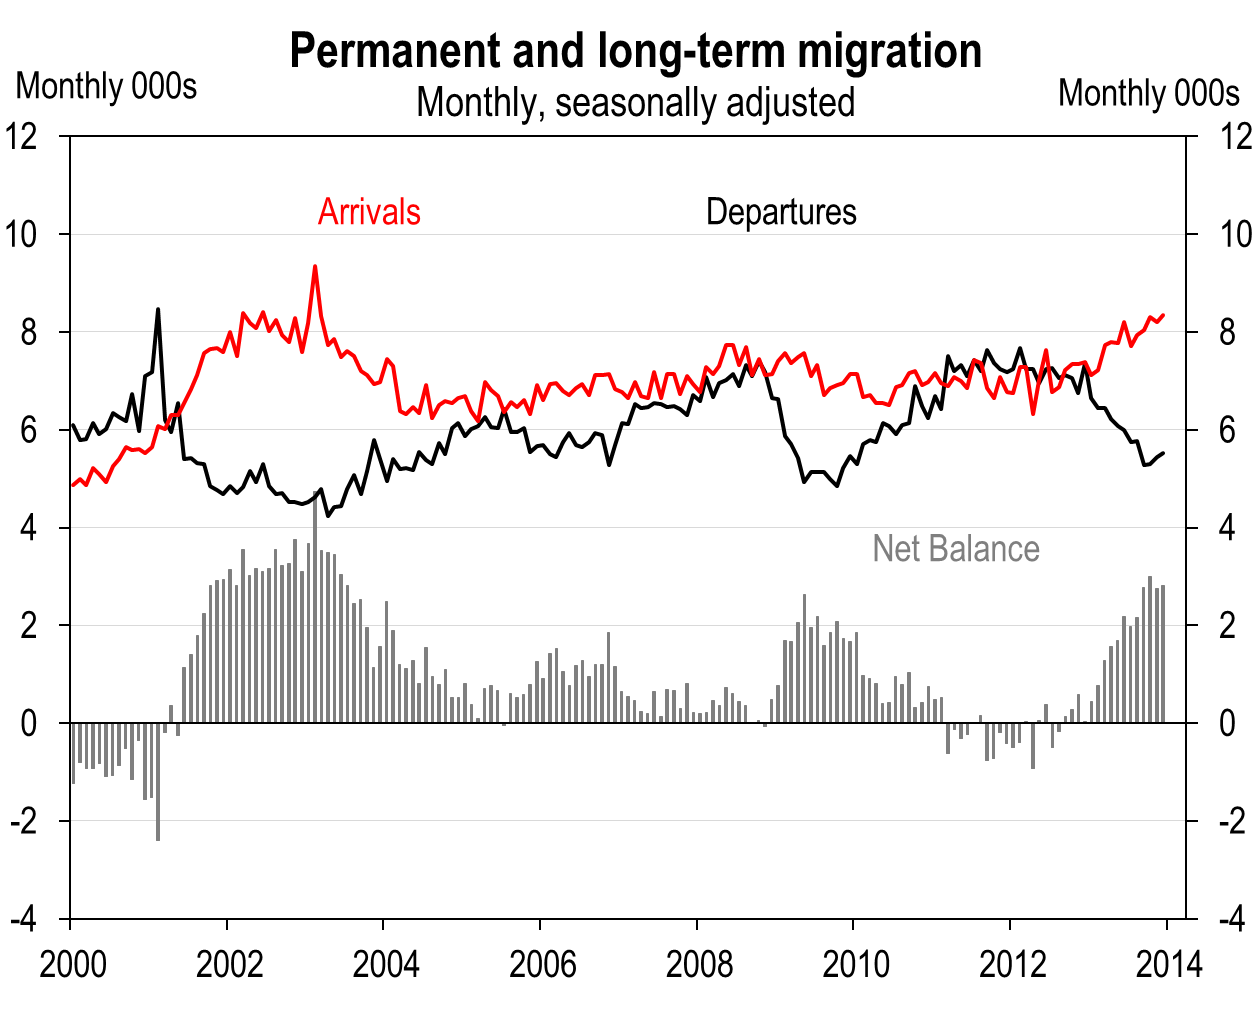 Permanent and long-term migration
Monthly 000s
Monthly, seasonally adjusted
Monthly 000s
12 12
Arrivals Departures
10 10
8 8
6 6
4 4
Net Balance
2 2
0 0
-2 -2
-4 -4
2000 2002 2004 2006 2008 2010 2012 2014